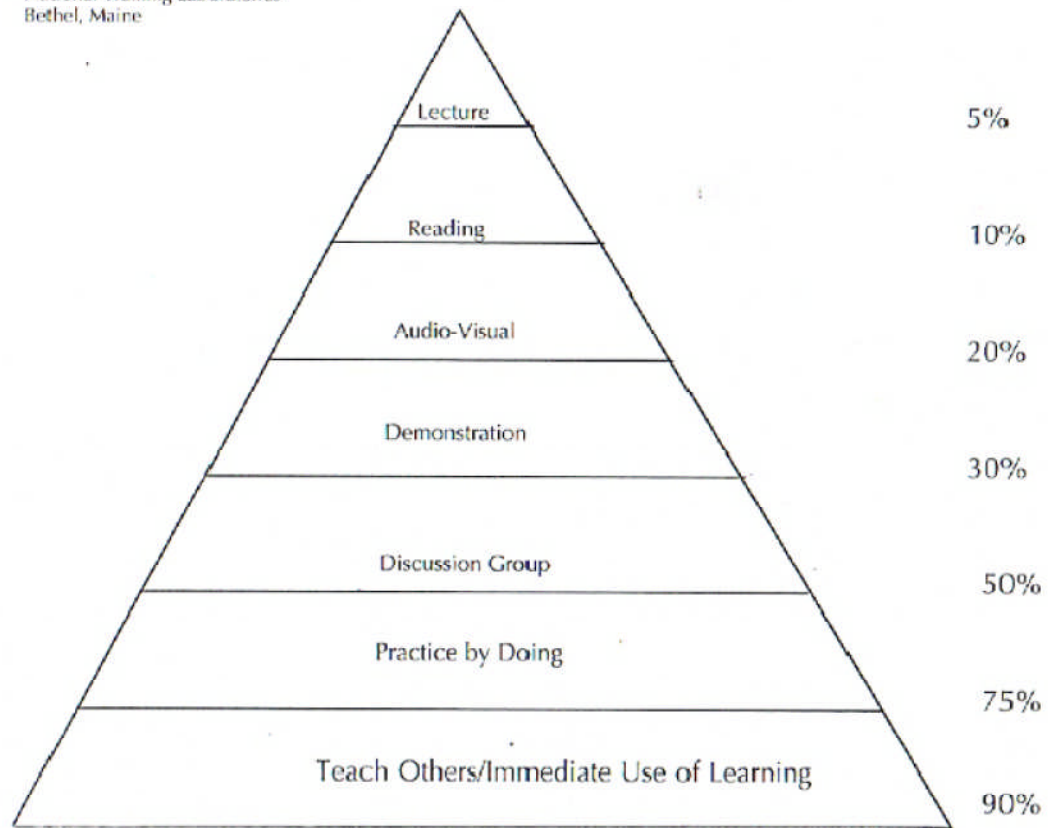 Bethel, Maine
Lecture
5%
Reading
10%
Audio-Visual
20%
Demonstration
30%
Discussion Group
50%
Practice by Doing
75%
Teach Others/Immediate Use of Learning
90%